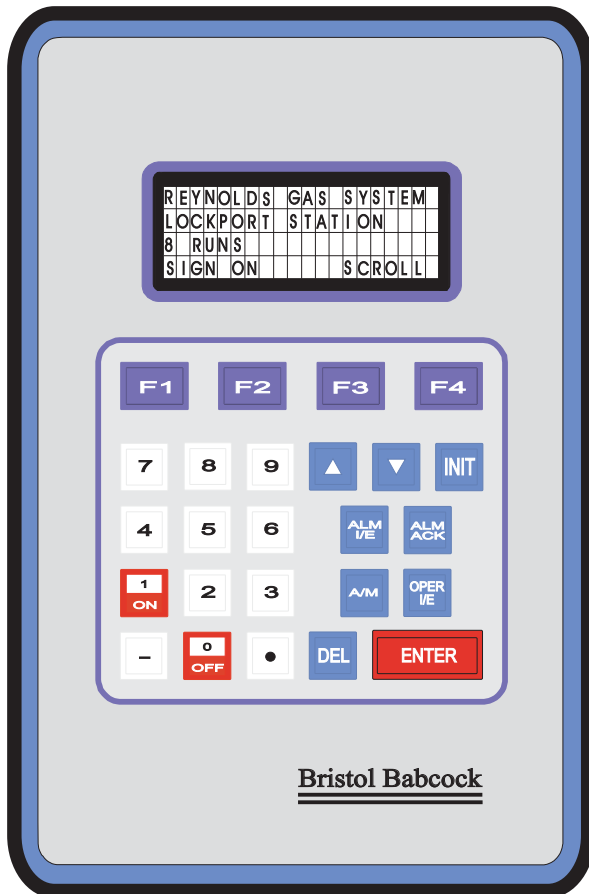 REYNOLDS GAS SYSTEM
LOCKPORT STATION
8 RUNS
SIGN ON SCROLL
F1 F2 F3 F4
7 8 9 ▲ ▼ INIT
4 5 6 ALM I/E ALM ACK
1 ON 2 3 A/M OPER I/E
– 0 OFF • DEL ENTER
Bristol Babcock